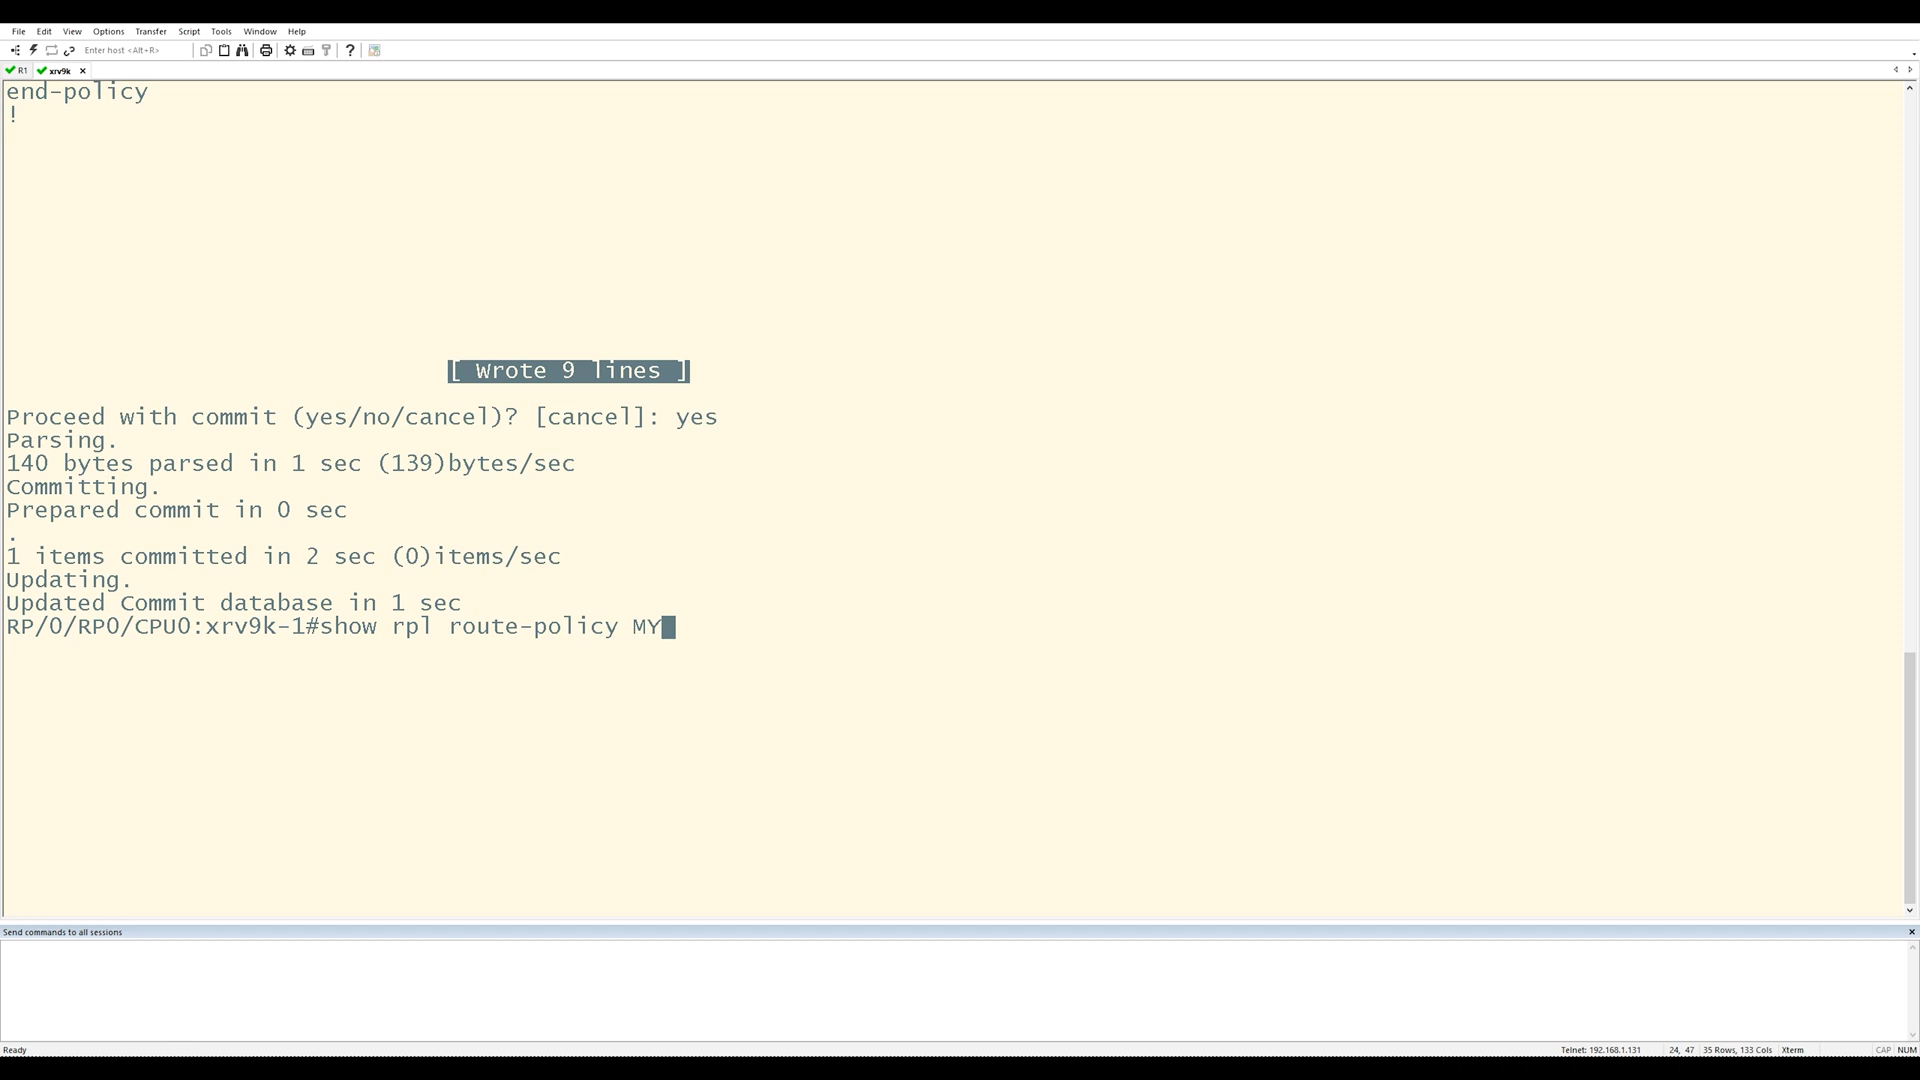 File Edit View Options Transfer Script Tools Window Help
Enter host <Alt+R>
R1 xrv9k
end-policy
!
[ Wrote 9 lines ]
Proceed with commit (yes/no/cancel)? [cancel]: yes
Parsing.
140 bytes parsed in 1 sec (139)bytes/sec
Committing.
Prepared commit in 0 sec
.
1 items committed in 2 sec (0)items/sec
Updating.
Updated Commit database in 1 sec
RP/0/RP0/CPU0:xrv9k-1#show rpl route-policy MY
Send commands to all sessions
Ready Telnet: 192.168.1.131 24, 47 35 Rows, 133 Cols Xterm CAP NUM